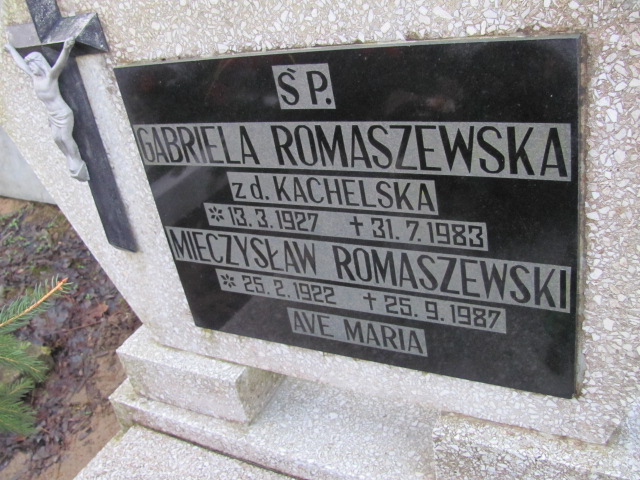 Ś P.
GABRIELA ROMASZEWSKA
z d. KACHELSKA
* 13. 3. 1927 + 31. 7. 1983
MIECZYSŁAW ROMASZEWSKI
* 25. 2. 1922 + 25. 9. 1987
AVE MARIA